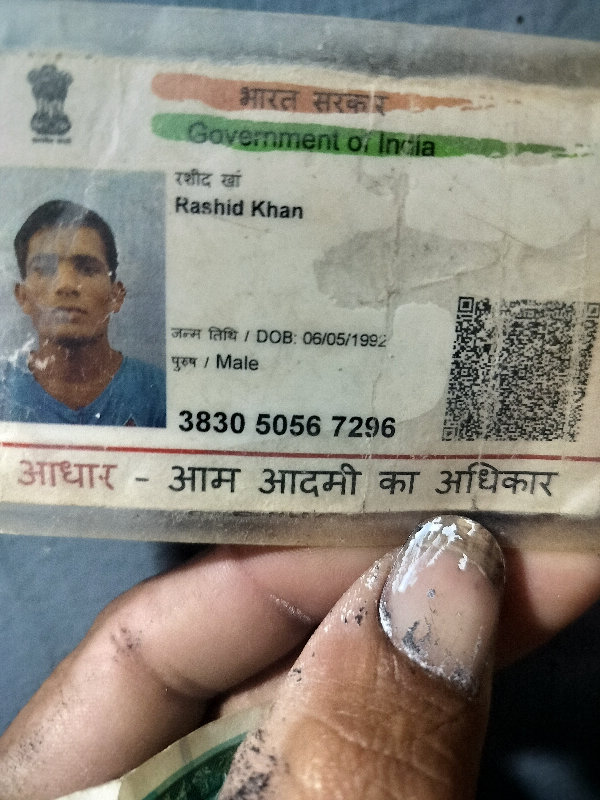 भारत सरकार
Government of India
रशीद खां
Rashid Khan
जन्म तिथि / DOB: 06/05/1992
पुरुष / Male
3830 5056 7296
आधार - आम आदमी का अधिकार